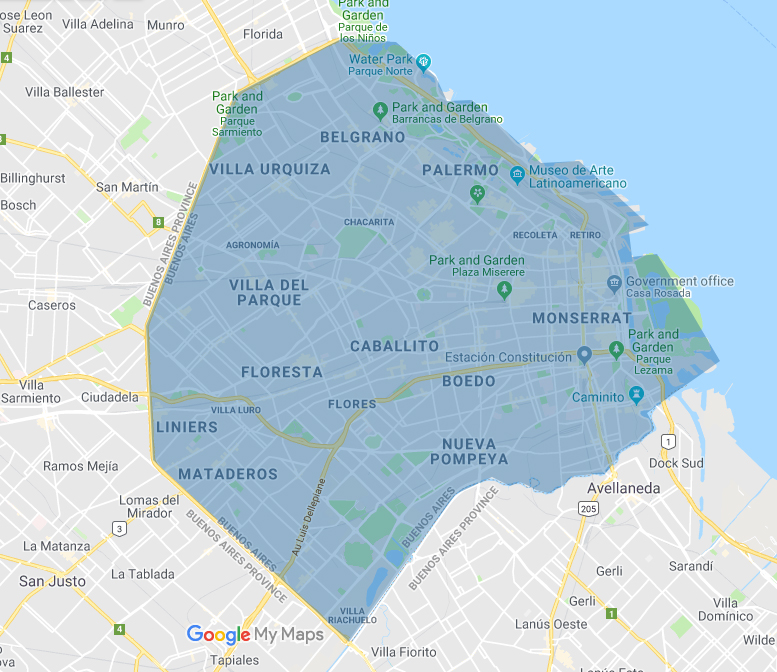 Jose Leon
Suarez
Villa Adelina
Munro
Florida
Park and
Garden
Parque de
los Niños
4
Water Park
Parque Norte
Villa Ballester
Park and
Garden
Parque
Sarmiento
Park and Garden
Barrancas de Belgrano
BELGRANO
Billinghurst
San Martín
VILLA URQUIZA
PALERMO
Museo de Arte
Latinoamericano
Bosch
8
CHACARITA
BUENOS AIRES PROVINCE
BUENOS AIRES
AGRONOMÍA
RECOLETA
RETIRO
Park and Garden
Plaza Miserere
VILLA DEL
PARQUE
Government office
Casa Rosada
Caseros
MONSERRAT
CABALLITO
Park and
Garden
Parque
Lezama
Estación Constitución
FLORESTA
BOEDO
Villa
Sarmiento
Ciudadela
Caminito
VILLA LURO
FLORES
LINIERS
1
NUEVA
POMPEYA
Ramos Mejía
Dock Sud
MATADEROS
Avellaneda
Lomas del
Mirador
Au Luis Dellepiane
BUENOS AIRES
BUENOS AIRES PROVINCE
205
3
BUENOS AIRES
BUENOS AIRES PROVINCE
La Matanza
San Justo
La Tablada
Gerli
Sarandí
Gerli
1
Villa
Domínico
VILLA
RIACHUELO
4
Google My Maps
Lanús Oeste
Wilde
Tapiales
Villa Fiorito
Lanús Este